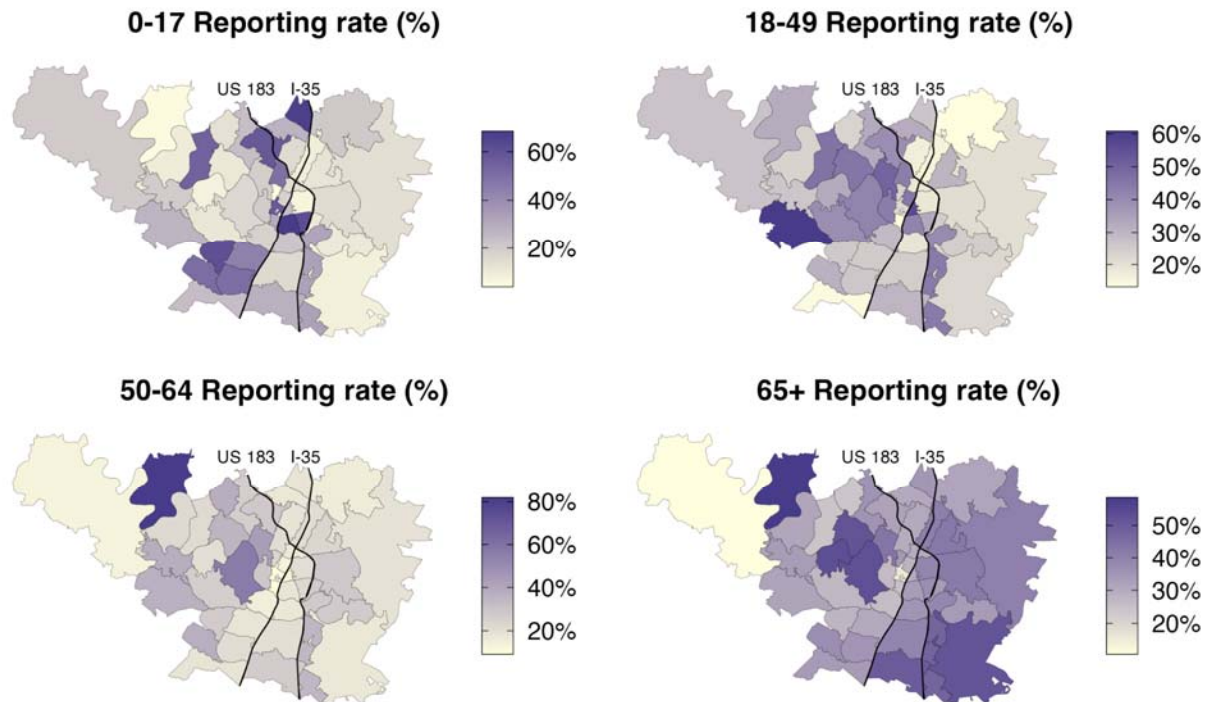 0-17 Reporting rate (%)
18-49 Reporting rate (%)
US 183 I-35
60%
40%
20%
US 183 I-35
60%
50%
40%
30%
20%
50-64 Reporting rate (%)
65+ Reporting rate (%)
US 183 I-35
80%
60%
40%
20%
US 183 I-35
50%
40%
30%
20%